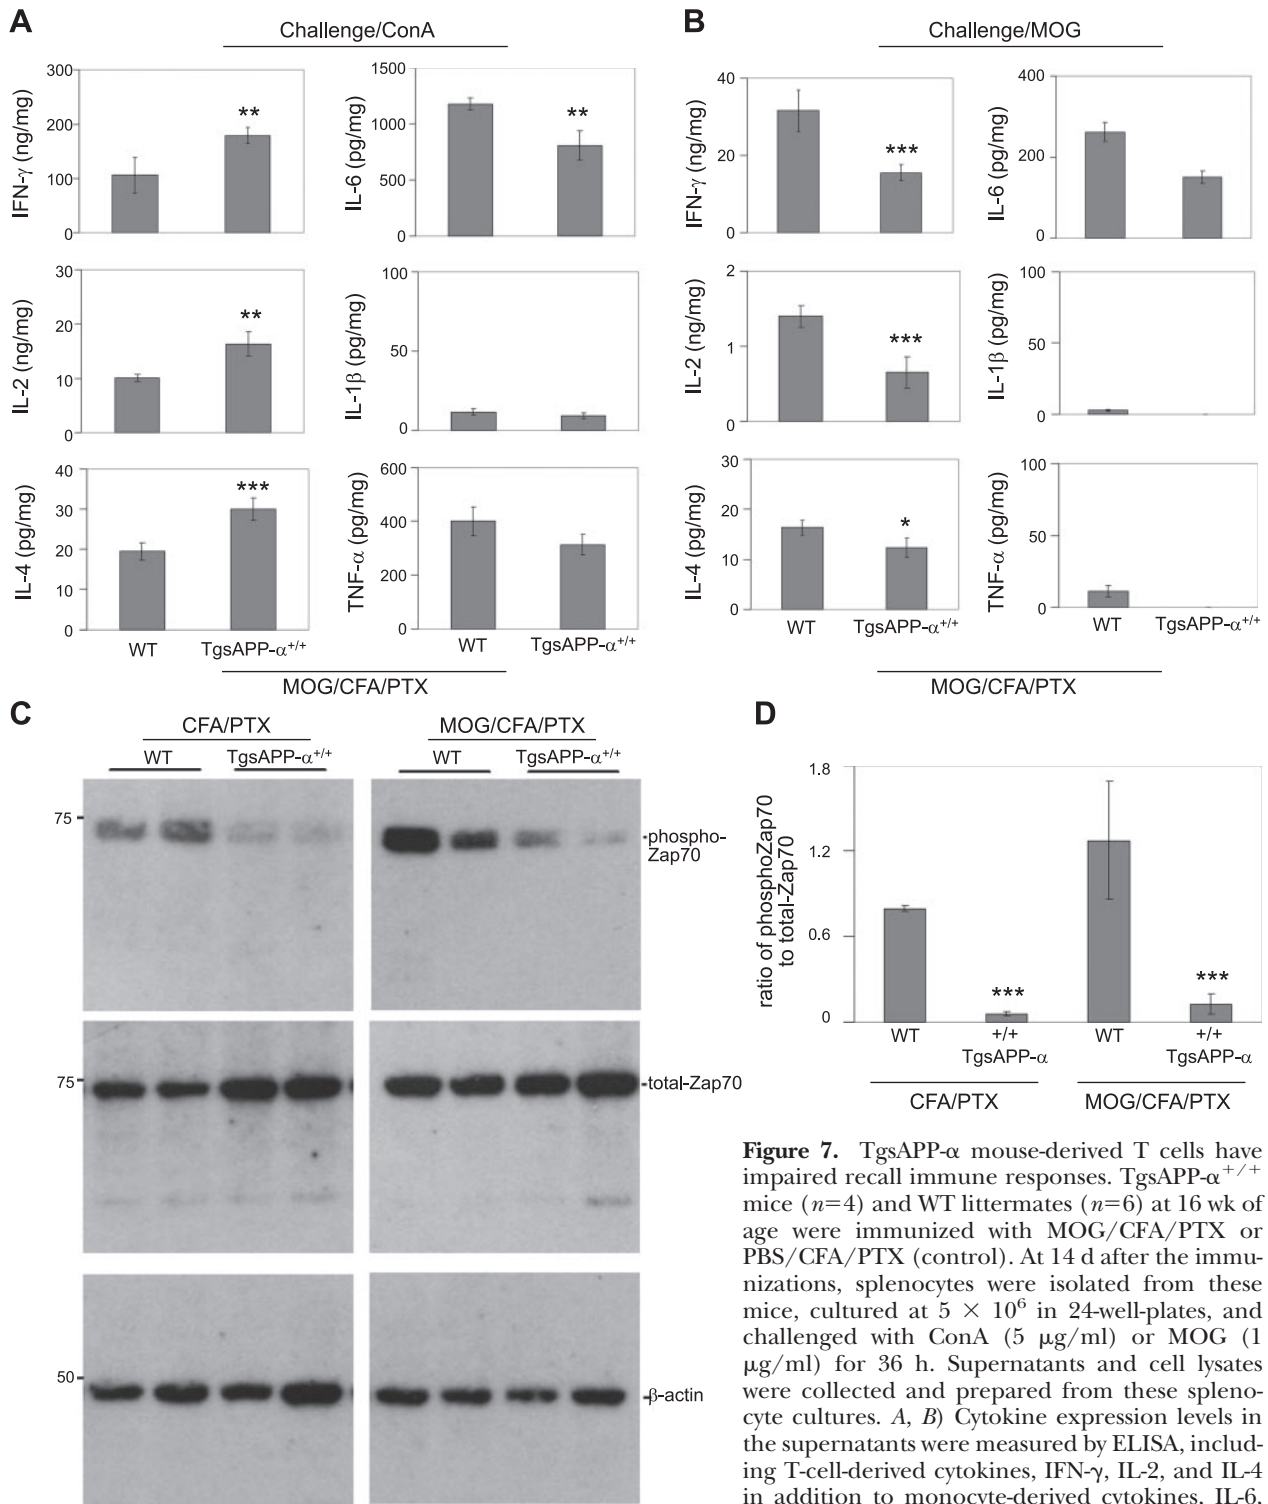 A
Challenge/ConA
IFN-γ (ng/mg)
300
200
100
0
**
IL-6 (pg/mg)
1500
1000
500
0
**
IL-2 (ng/mg)
30
20
10
0
**
IL-1β (pg/mg)
100
50
0
IL-4 (pg/mg)
40
30
20
10
0
***
TNF-α (pg/mg)
600
400
200
0
WT TgsAPP-α+/+ WT TgsAPP-α+/+
MOG/CFA/PTX
B
Challenge/MOG
IFN-γ (ng/mg)
40
20
0
***
IL-6 (pg/mg)
400
200
0
IL-2 (ng/mg)
2
1
0
***
IL-1β (pg/mg)
100
50
0
IL-4 (pg/mg)
30
20
10
0
*
TNF-α (pg/mg)
100
50
0
WT TgsAPP-α+/+ WT TgsAPP-α+/+
MOG/CFA/PTX
C
CFA/PTX MOG/CFA/PTX
WT TgsAPP-α+/+ WT TgsAPP-α+/+
75
phospho-
Zap70
75
total-Zap70
50
β-actin
D
ratio of phosphoZap70
to total-Zap70
1.8
1.2
0.6
0
*** ***
WT +/+ WT +/+
TgsAPP-α TgsAPP-α
CFA/PTX MOG/CFA/PTX
Figure 7. TgsAPP-α mouse-derived T cells have
impaired recall immune responses. TgsAPP-α+/+
mice (n=4) and WT littermates (n=6) at 16 wk of
age were immunized with MOG/CFA/PTX or
PBS/CFA/PTX (control). At 14 d after the immu-
nizations, splenocytes were isolated from these
mice, cultured at 5 × 10⁶ in 24-well-plates, and
challenged with ConA (5 μg/ml) or MOG (1
μg/ml) for 36 h. Supernatants and cell lysates
were collected and prepared from these spleno-
cyte cultures. A, B) Cytokine expression levels in
the supernatants were measured by ELISA, includ-
ing T-cell-derived cytokines, IFN-γ, IL-2, and IL-4
in addition to monocyte-derived cytokines, IL-6,